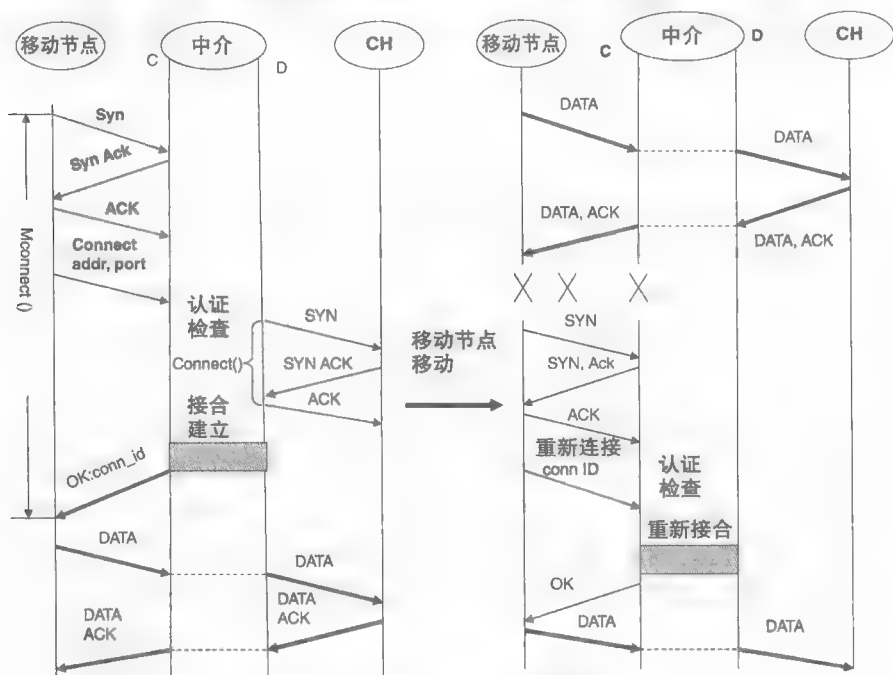 移动节点
中介
CH
C
D
Syn
Syn Ack
ACK
Connect
addr, port
Mconnect ()
认证
检查
Connect()
SYN
SYN ACK
ACK
接合
建立
OK:conn_id
DATA
DATA
DATA
ACK
DATA
ACK
移动节点
移动
移动节点
中介
CH
C
D
DATA
DATA
DATA, ACK
DATA, ACK
SYN
SYN, Ack
ACK
重新连接
conn ID
认证
检查
重新接合
OK
DATA
DATA